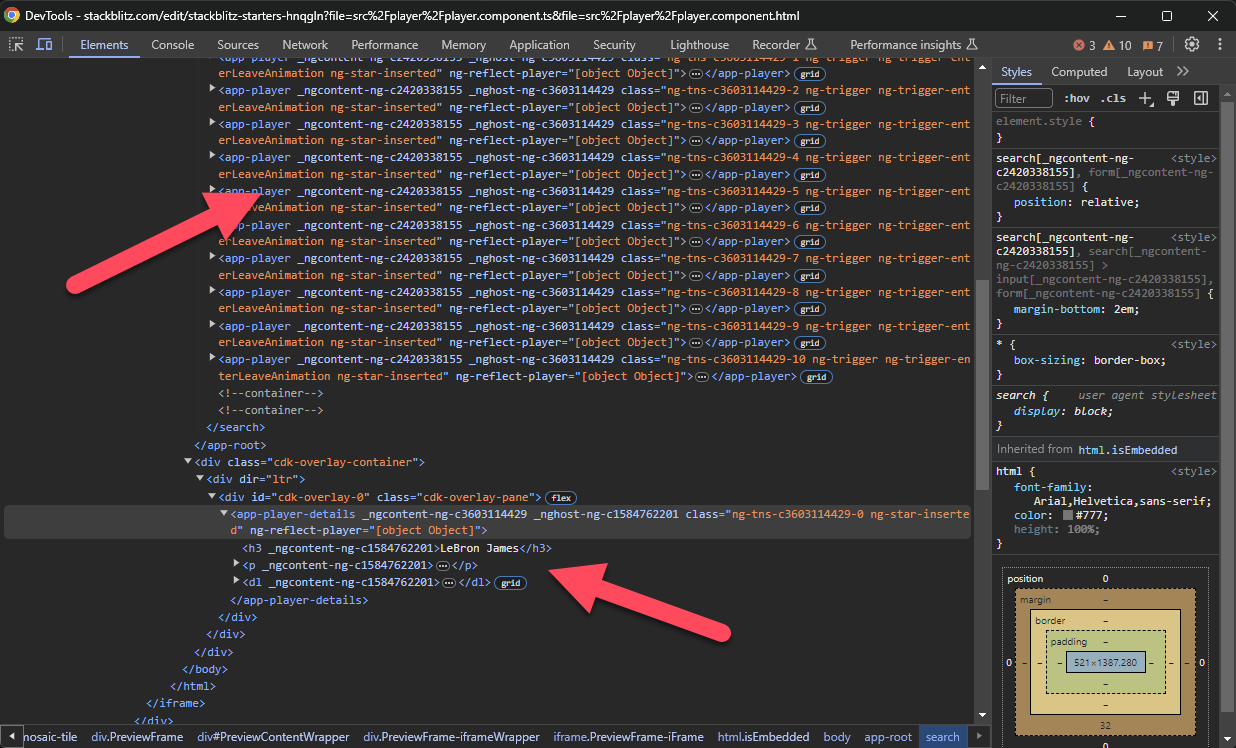 DevTools - stackblitz.com/edit/stackblitz-starters-hnqgln?file=src%2Fplayer%2Fplayer.component.ts&file=src%2Fplayer%2Fplayer.component.html
Elements Console Sources Network Performance Memory Application Security Lighthouse Recorder Performance insights 3 10 7
<app-player _ngcontent-ng-c2420338155 _nghost-ng-c3603114429 class="ng-tns-c3603114429-1 ng-trigger ng-trigger-ent
erLeaveAnimation ng-star-inserted" ng-reflect-player="[object Object]">…</app-player> grid
<app-player _ngcontent-ng-c2420338155 _nghost-ng-c3603114429 class="ng-tns-c3603114429-2 ng-trigger ng-trigger-ent
erLeaveAnimation ng-star-inserted" ng-reflect-player="[object Object]">…</app-player> grid
<app-player _ngcontent-ng-c2420338155 _nghost-ng-c3603114429 class="ng-tns-c3603114429-3 ng-trigger ng-trigger-ent
erLeaveAnimation ng-star-inserted" ng-reflect-player="[object Object]">…</app-player> grid
<app-player _ngcontent-ng-c2420338155 _nghost-ng-c3603114429 class="ng-tns-c3603114429-4 ng-trigger ng-trigger-ent
erLeaveAnimation ng-star-inserted" ng-reflect-player="[object Object]">…</app-player> grid
<app-player _ngcontent-ng-c2420338155 _nghost-ng-c3603114429 class="ng-tns-c3603114429-5 ng-trigger ng-trigger-ent
LeaveAnimation ng-star-inserted" ng-reflect-player="[object Object]">…</app-player> grid
-player _ngcontent-ng-c2420338155 _nghost-ng-c3603114429 class="ng-tns-c3603114429-6 ng-trigger ng-trigger-ent
erLeaveAnimation ng-star-inserted" ng-reflect-player="[object Object]">…</app-player> grid
<app-player _ngcontent-ng-c2420338155 _nghost-ng-c3603114429 class="ng-tns-c3603114429-7 ng-trigger ng-trigger-ent
erLeaveAnimation ng-star-inserted" ng-reflect-player="[object Object]">…</app-player> grid
<app-player _ngcontent-ng-c2420338155 _nghost-ng-c3603114429 class="ng-tns-c3603114429-8 ng-trigger ng-trigger-ent
erLeaveAnimation ng-star-inserted" ng-reflect-player="[object Object]">…</app-player> grid
<app-player _ngcontent-ng-c2420338155 _nghost-ng-c3603114429 class="ng-tns-c3603114429-9 ng-trigger ng-trigger-ent
erLeaveAnimation ng-star-inserted" ng-reflect-player="[object Object]">…</app-player> grid
<app-player _ngcontent-ng-c2420338155 _nghost-ng-c3603114429 class="ng-tns-c3603114429-10 ng-trigger ng-trigger-en
terLeaveAnimation ng-star-inserted" ng-reflect-player="[object Object]">…</app-player> grid
<!--container-->
<!--container-->
</search>
</app-root>
<div class="cdk-overlay-container">
<div dir="ltr">
<div id="cdk-overlay-0" class="cdk-overlay-pane"> flex
<app-player-details _ngcontent-ng-c3603114429 _nghost-ng-c1584762201 class="ng-tns-c3603114429-0 ng-star-inserte
d" ng-reflect-player="[object Object]">
<h3 _ngcontent-ng-c1584762201>LeBron James</h3>
<p _ngcontent-ng-c1584762201>…</p>
<dl _ngcontent-ng-c1584762201>…</dl> grid
</app-player-details>
</div>
</div>
</div>
</body>
</html>
</iframe>
</div>
mosaic-tile div.PreviewFrame div#PreviewContentWrapper div.PreviewFrame-iframeWrapper iframe.PreviewFrame-iFrame html.isEmbedded body app-root search
Styles Computed Layout
Filter :hov .cls
element.style {
}
search[_ngcontent-ng- <style>
c2420338155], form[_ngcontent-ng-
c2420338155] {
position: relative;
}
search[_ngcontent-ng- <style>
c2420338155], search[_ngcontent-
ng-c2420338155] >
input[_ngcontent-ng-c2420338155],
form[_ngcontent-ng-c2420338155] {
margin-bottom: 2em;
}
* { <style>
box-sizing: border-box;
}
search { user agent stylesheet
display: block;
}
Inherited from html.isEmbedded
html { <style>
font-family:
Arial,Helvetica,sans-serif;
color: #777;
height: 100%;
}
position 0
margin –
border –
padding –
0 – – – 521×1387.280 – – – 0
–
–
32
0